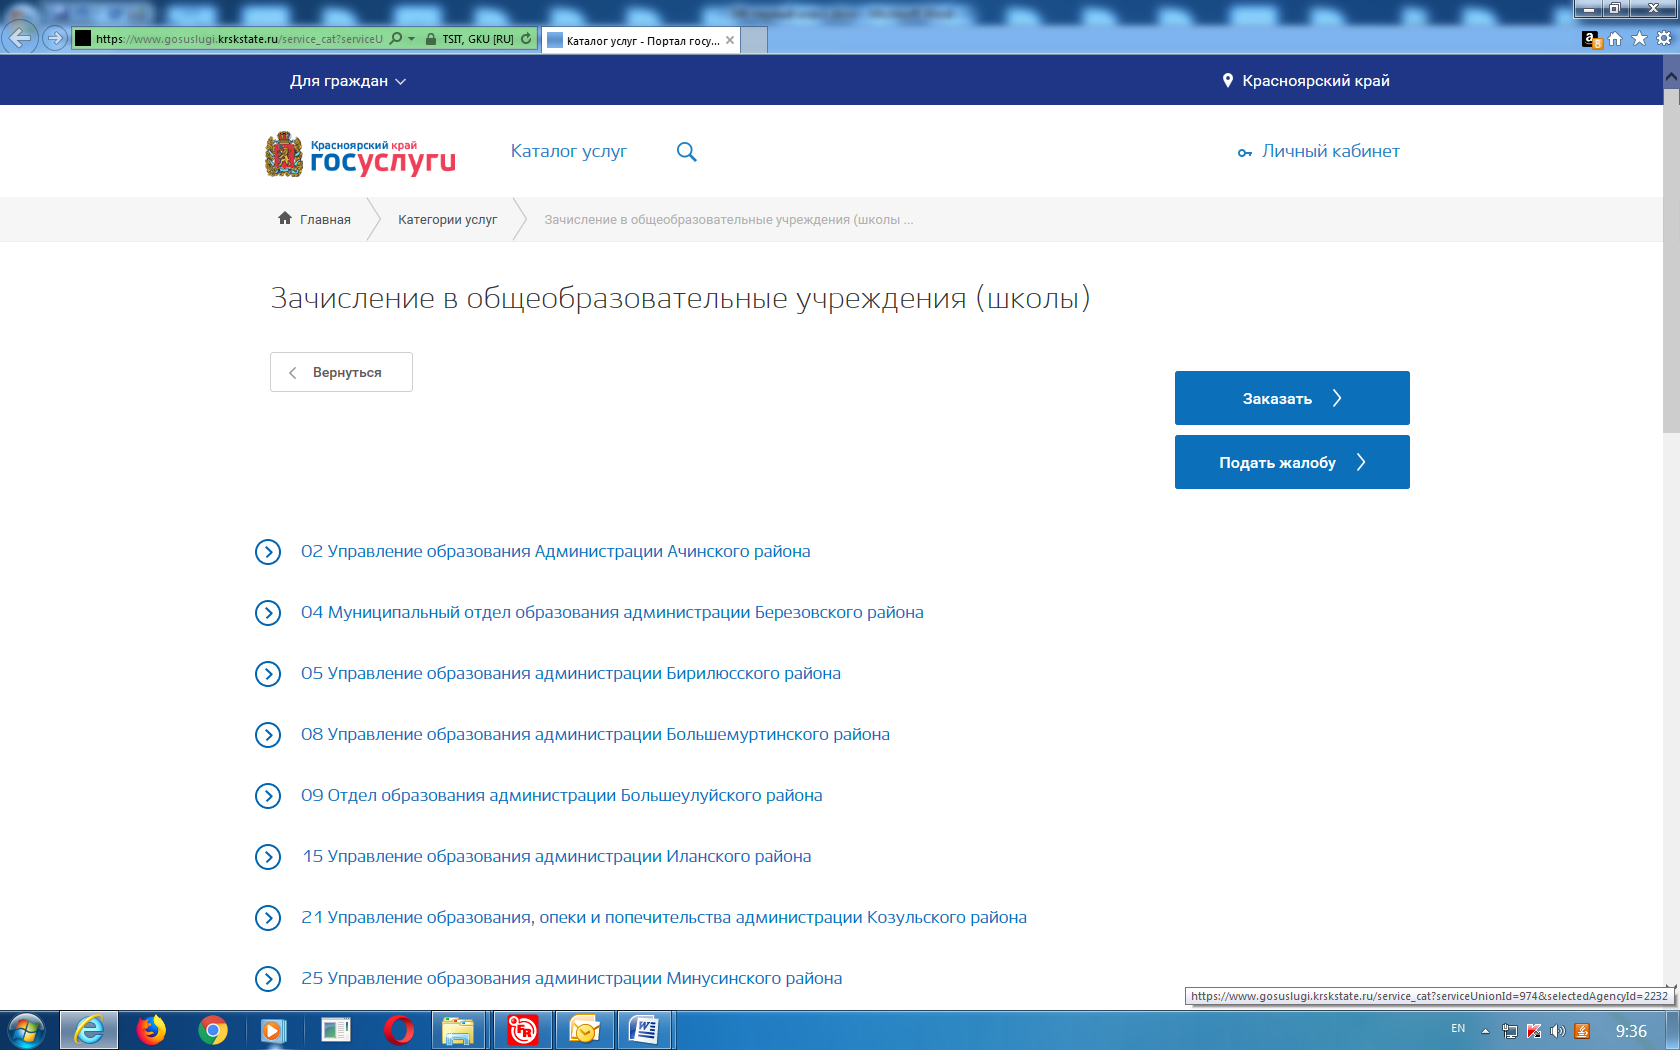 https://www.gosuslugi.krskstate.ru/service_cat?serviceU
TSIT, GKU [RU]
Каталог услуг - Портал госу...
Для граждан
Красноярский край
Красноярский край
госуслуги
Каталог услуг
Личный кабинет
Главная
Категории услуг
Зачисление в общеобразовательные учреждения (школы ...
Зачисление в общеобразовательные учреждения (школы)
Вернуться
Заказать
Подать жалобу
02 Управление образования Администрации Ачинского района
04 Муниципальный отдел образования администрации Березовского района
05 Управление образования администрации Бирилюсского района
08 Управление образования администрации Большемуртинского района
09 Отдел образования администрации Большеулуйского района
15 Управление образования администрации Иланского района
21 Управление образования, опеки и попечительства администрации Козульского района
25 Управление образования администрации Минусинского района
https://www.gosuslugi.krskstate.ru/service_cat?serviceUnionId=974&selectedAgencyId=2232
EN
9:36